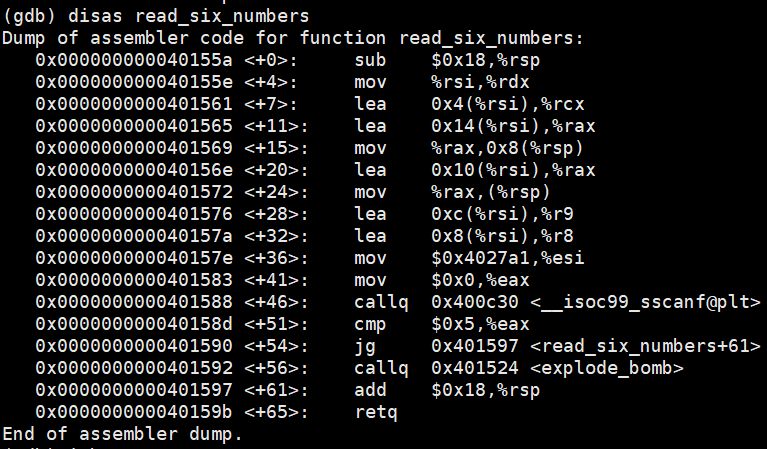 (gdb) disas read_six_numbers
Dump of assembler code for function read_six_numbers:
   0x000000000040155a <+0>:     sub    $0x18,%rsp
   0x000000000040155e <+4>:     mov    %rsi,%rdx
   0x0000000000401561 <+7>:     lea    0x4(%rsi),%rcx
   0x0000000000401565 <+11>:    lea    0x14(%rsi),%rax
   0x0000000000401569 <+15>:    mov    %rax,0x8(%rsp)
   0x000000000040156e <+20>:    lea    0x10(%rsi),%rax
   0x0000000000401572 <+24>:    mov    %rax,(%rsp)
   0x0000000000401576 <+28>:    lea    0xc(%rsi),%r9
   0x000000000040157a <+32>:    lea    0x8(%rsi),%r8
   0x000000000040157e <+36>:    mov    $0x4027a1,%esi
   0x0000000000401583 <+41>:    mov    $0x0,%eax
   0x0000000000401588 <+46>:    callq  0x400c30 <__isoc99_sscanf@plt>
   0x000000000040158d <+51>:    cmp    $0x5,%eax
   0x0000000000401590 <+54>:    jg     0x401597 <read_six_numbers+61>
   0x0000000000401592 <+56>:    callq  0x401524 <explode_bomb>
   0x0000000000401597 <+61>:    add    $0x18,%rsp
   0x000000000040159b <+65>:    retq
End of assembler dump.